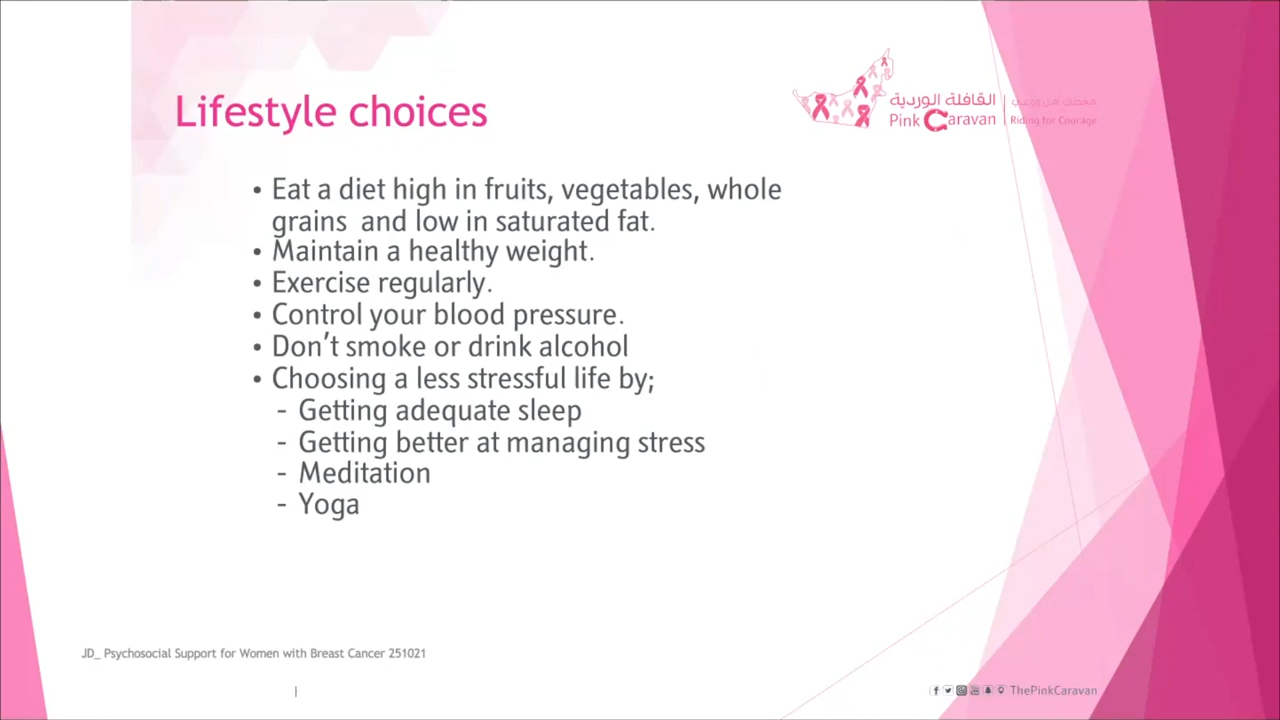 Lifestyle choices
القافلة الوردية
Pink Caravan
Riding for Courage
• Eat a diet high in fruits, vegetables, whole
grains and low in saturated fat.
• Maintain a healthy weight.
• Exercise regularly.
• Control your blood pressure.
• Don't smoke or drink alcohol
• Choosing a less stressful life by;
- Getting adequate sleep
- Getting better at managing stress
- Meditation
- Yoga
JD_ Psychosocial Support for Women with Breast Cancer 251021
|
ThePinkCaravan